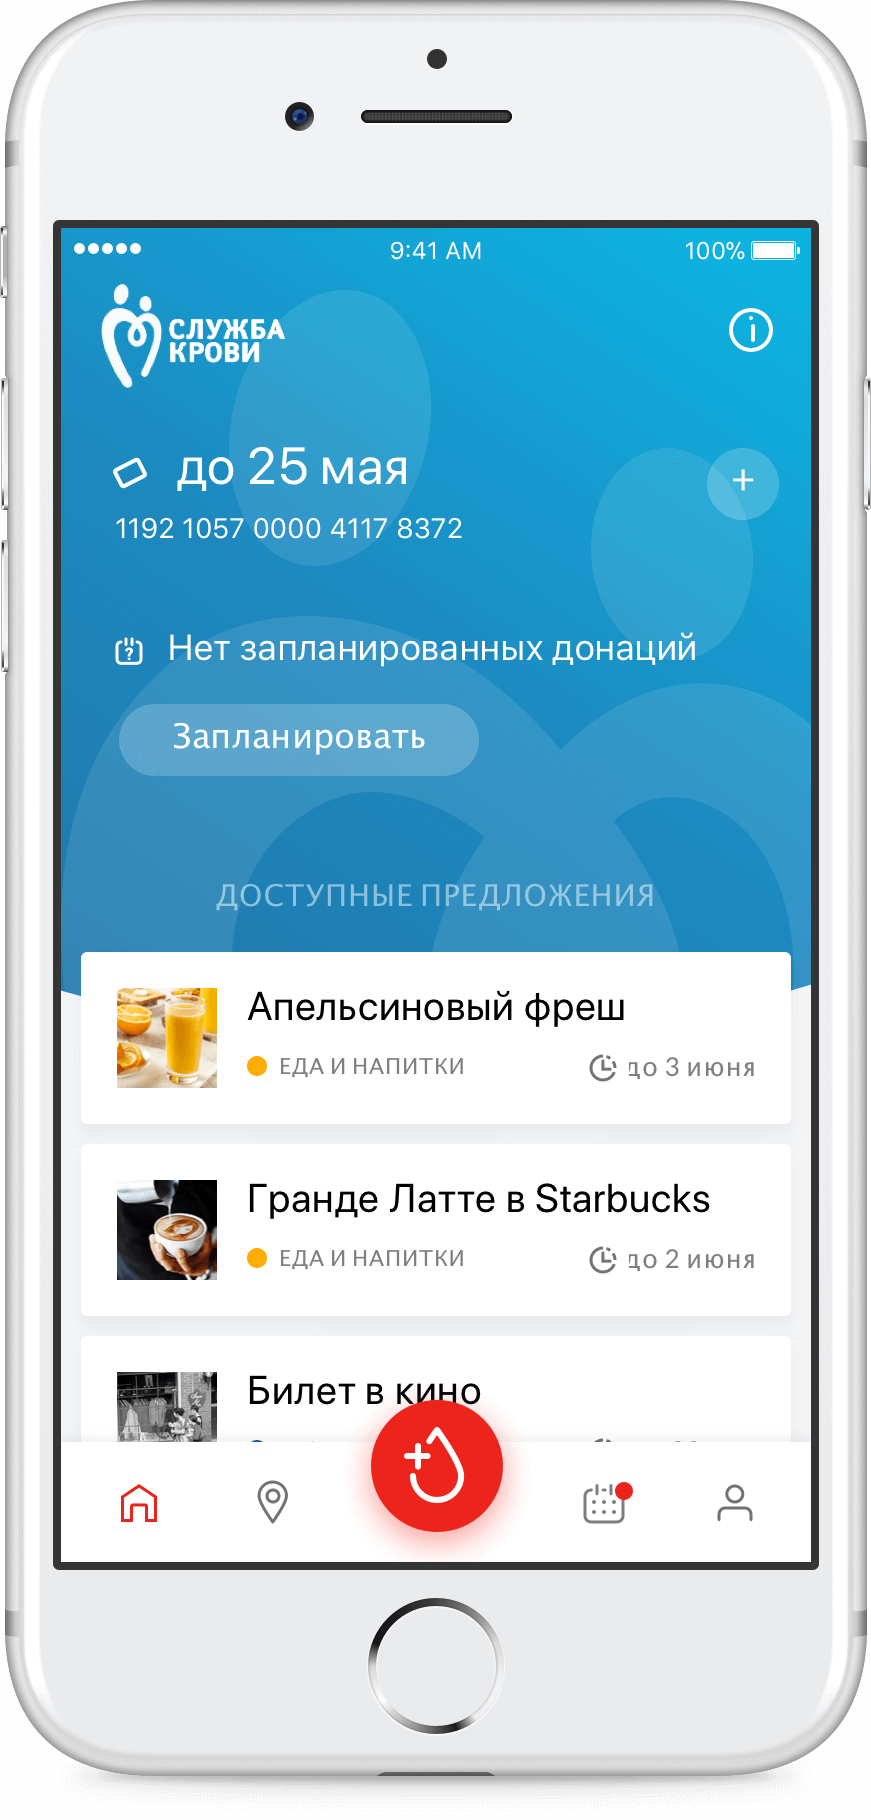 9:41 AM 100%
СЛУЖБА
КРОВИ
до 25 мая
+
1192 1057 0000 4117 8372
Нет запланированных донаций
Запланировать
ДОСТУПНЫЕ ПРЕДЛОЖЕНИЯ
Апельсиновый фреш
ЕДА И НАПИТКИ до 3 июня
Гранде Латте в Starbucks
ЕДА И НАПИТКИ до 2 июня
Билет в кино